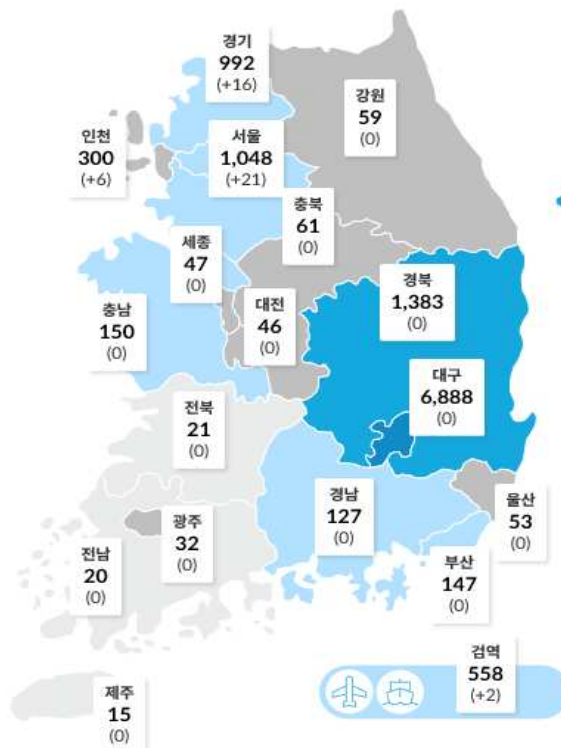 경기
992
(+16)
강원
59
(0)
인천
300
(+6)
서울
1,048
(+21)
충북
61
(0)
세종
47
(0)
경북
1,383
(0)
충남
150
(0)
대전
46
(0)
대구
6,888
(0)
전북
21
(0)
경남
127
(0)
울산
53
(0)
광주
32
(0)
전남
20
(0)
부산
147
(0)
검역
558
(+2)
제주
15
(0)